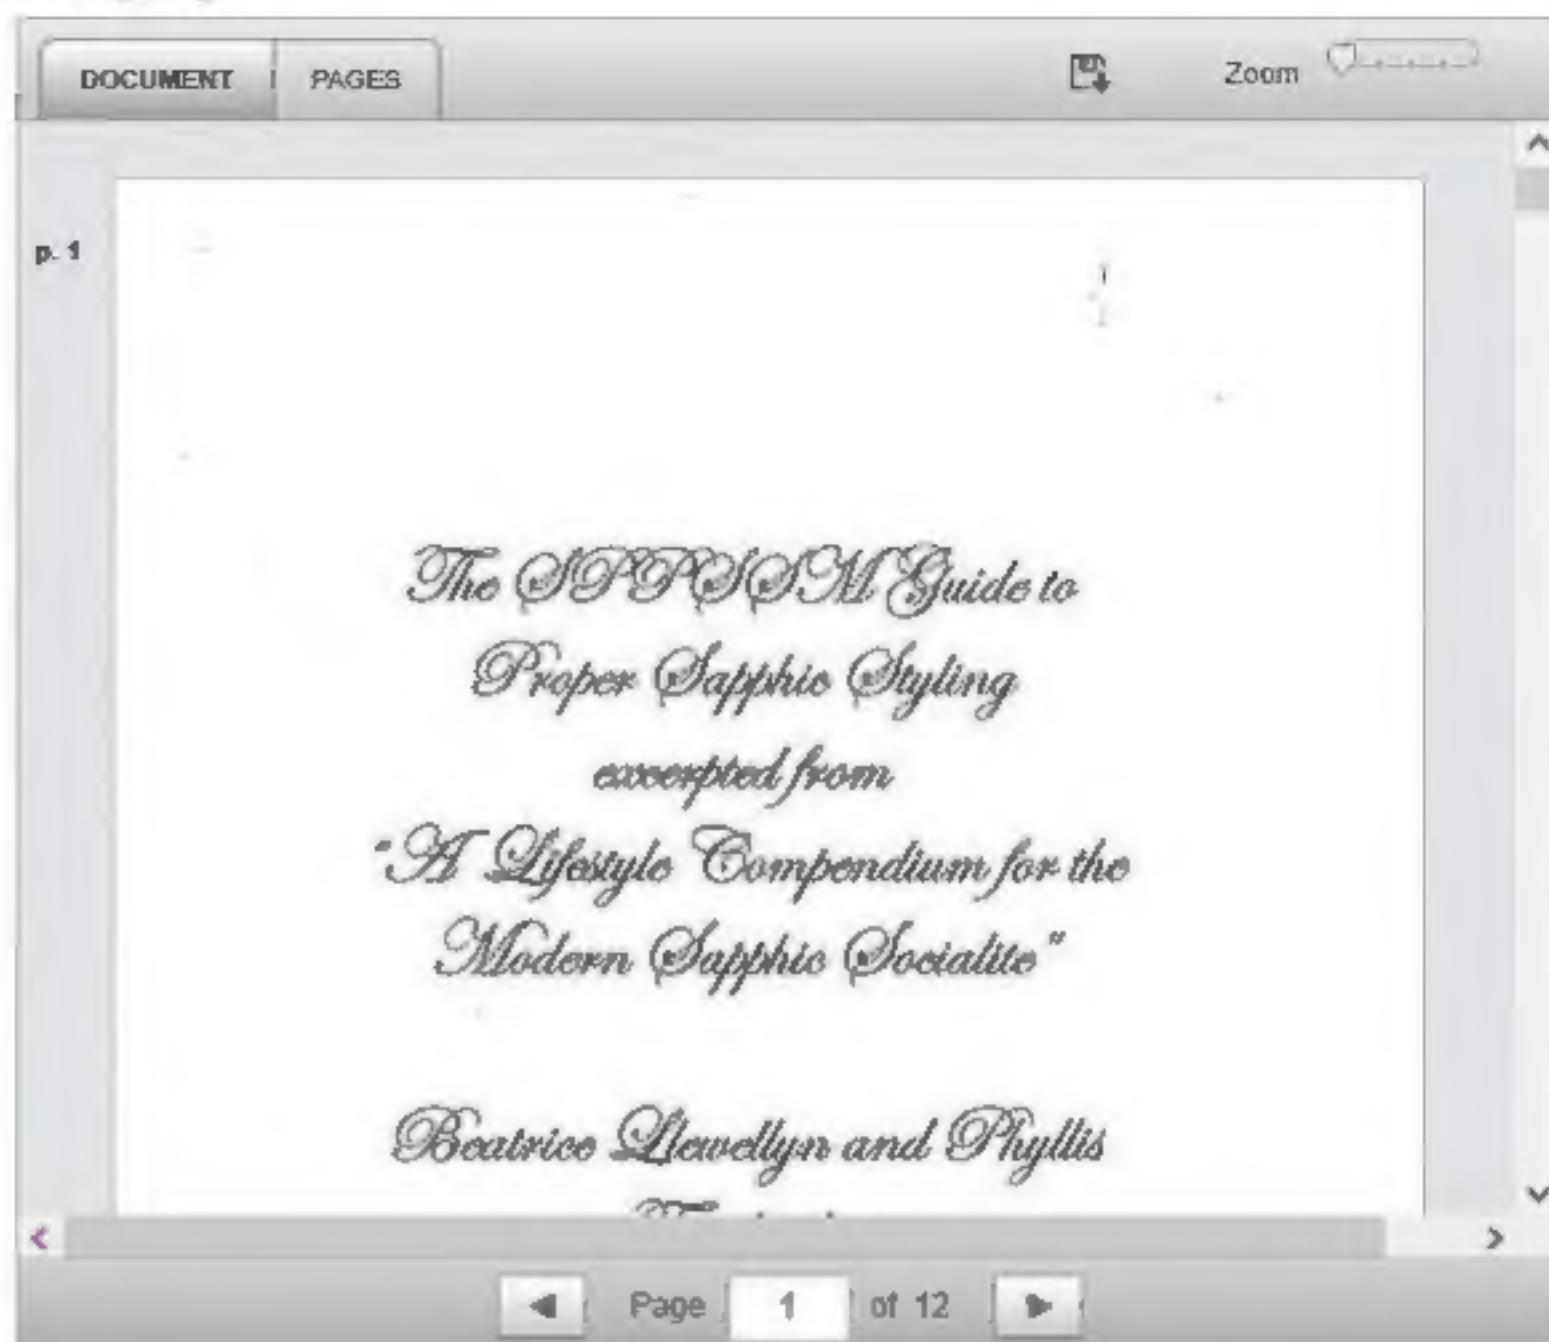 DOCUMENT PAGES Zoom
p. 1
The SPPSSM Guide to
Proper Sapphic Styling
excerpted from
"A Lifestyle Compendium for the
Modern Sapphic Socialite"
Beatrice Llewellyn and Phyllis
Page 1 of 12